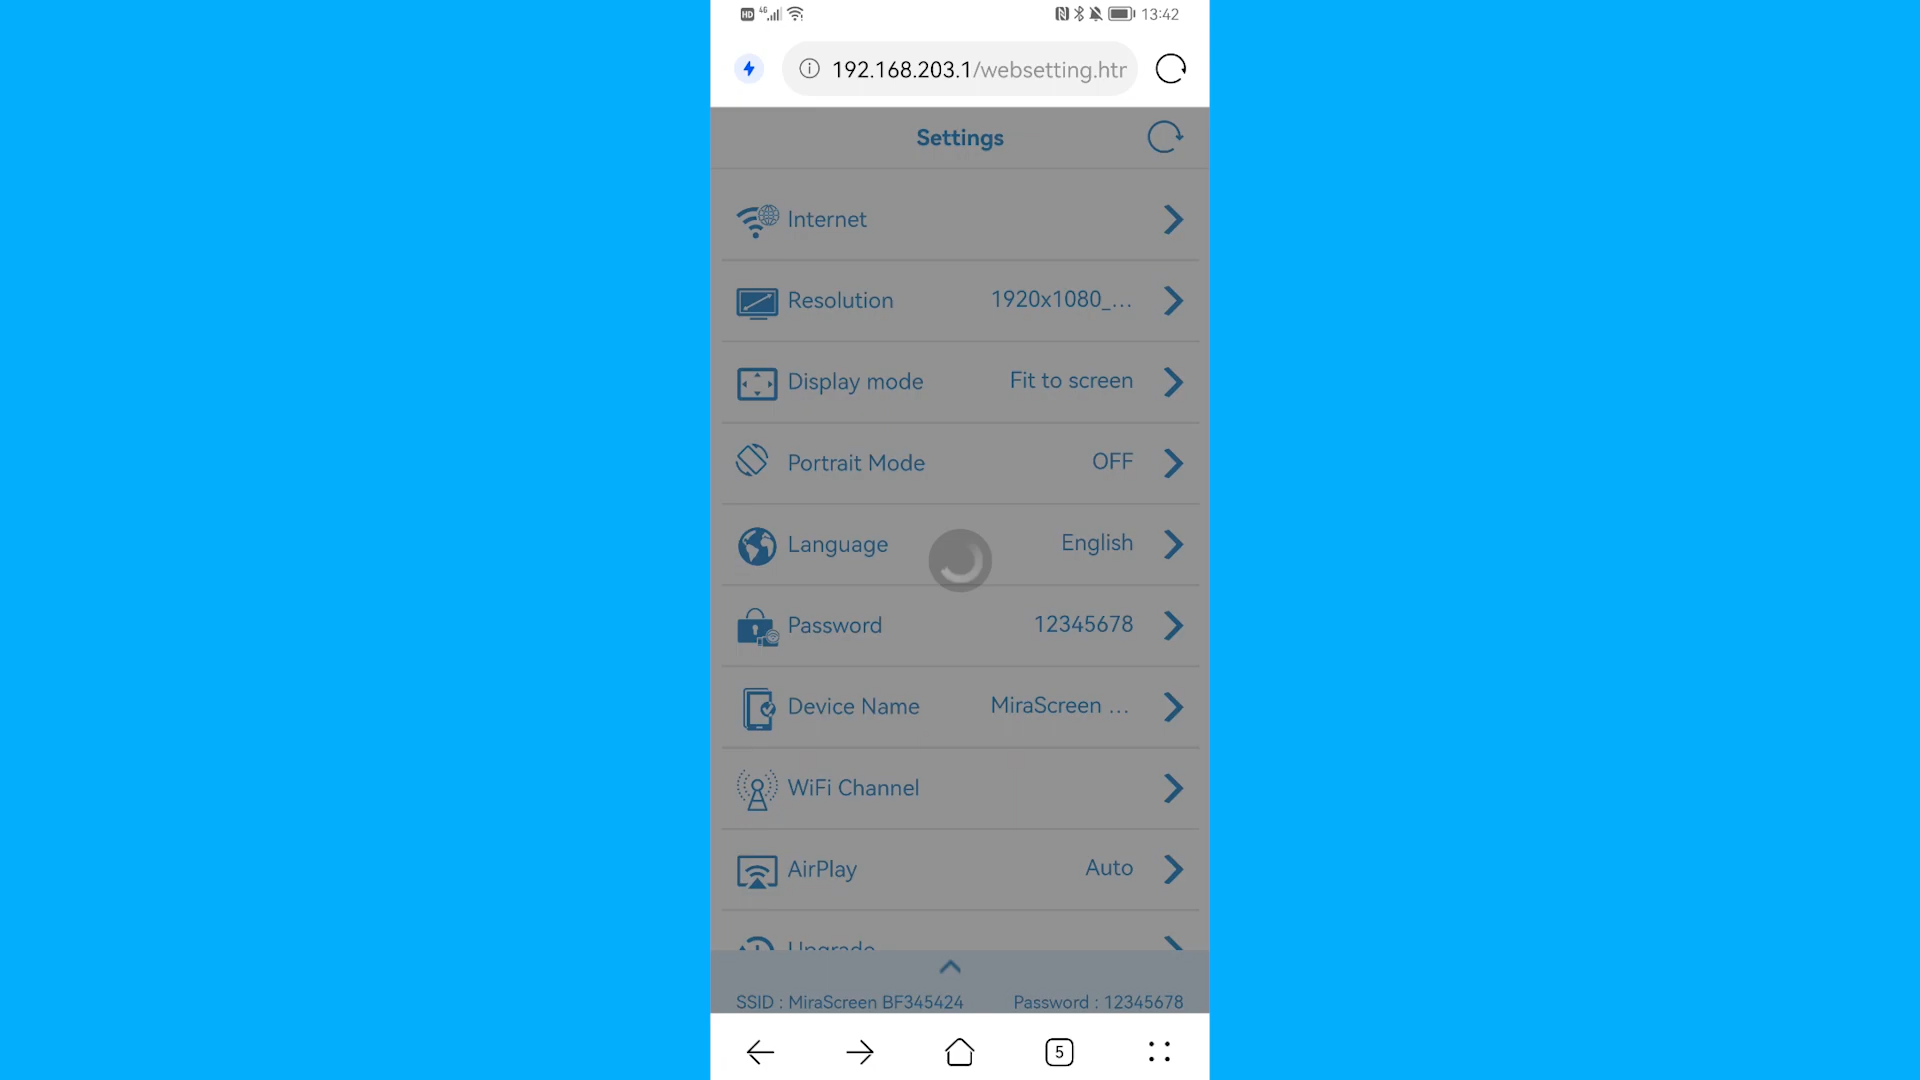 HD 4G 13:42
192.168.203.1/websetting.htr
Settings
Internet
Resolution 1920x1080_...
Display mode Fit to screen
Portrait Mode OFF
Language English
Password 12345678
Device Name MiraScreen ...
WiFi Channel
AirPlay Auto
Upgrade
SSID : MiraScreen BF345424 Password : 12345678
5